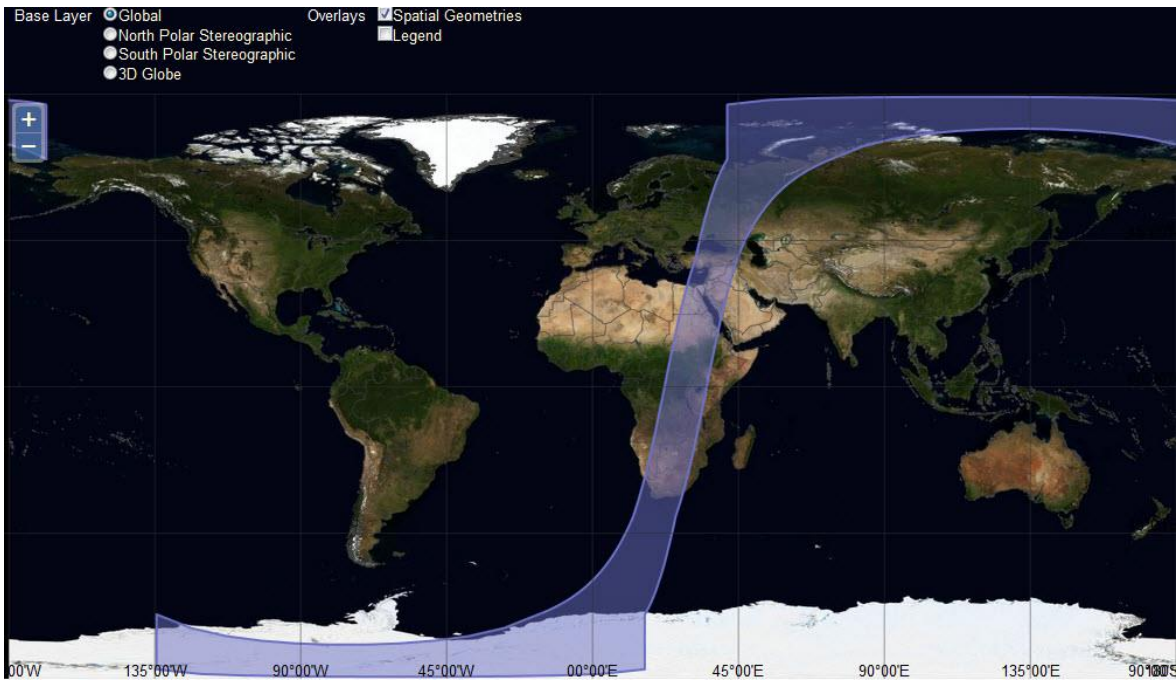 Base Layer Global Overlays Spatial Geometries
North Polar Stereographic Legend
South Polar Stereographic
3D Globe
+
−
00'W 135°00'W 90°00'W 45°00'W 00°00'E 45°00'E 90°00'E 135°00'E